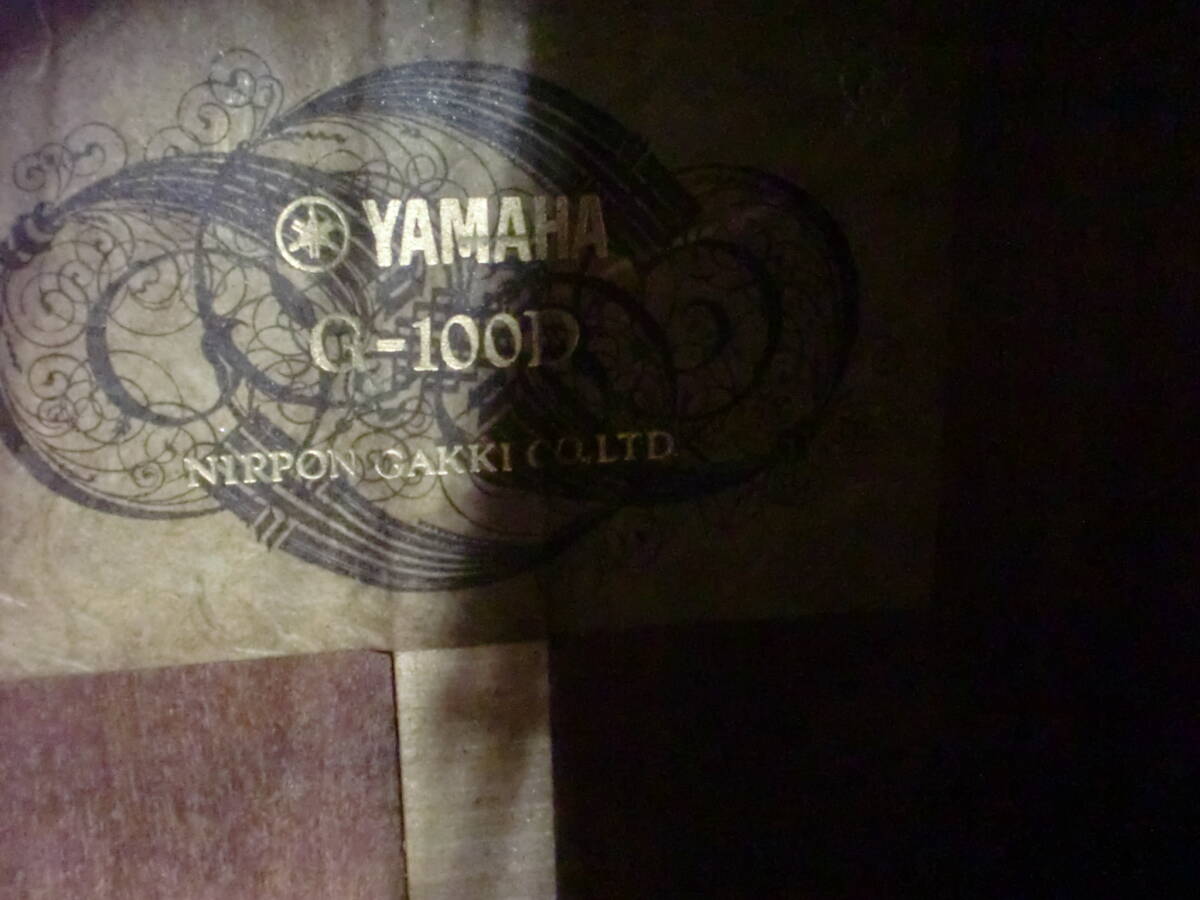 YAMAHA
G-100D
NIPPON GAKKI CO.LTD.